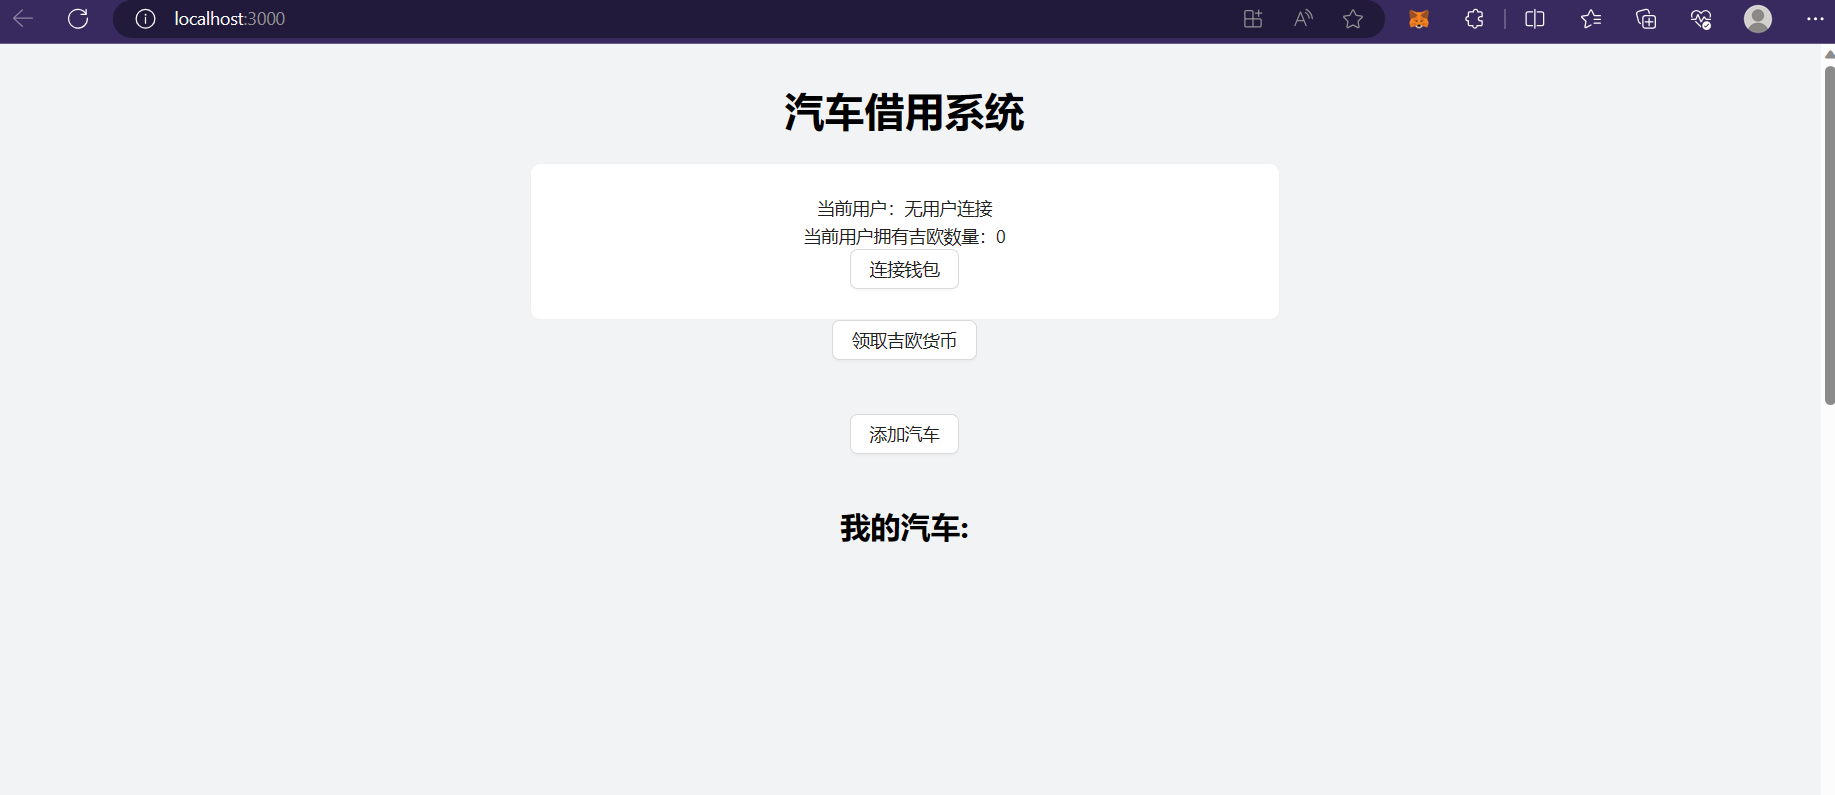 localhost:3000
汽车借用系统
当前用户：无用户连接
当前用户拥有吉欧数量：0
连接钱包
领取吉欧货币
添加汽车
我的汽车: